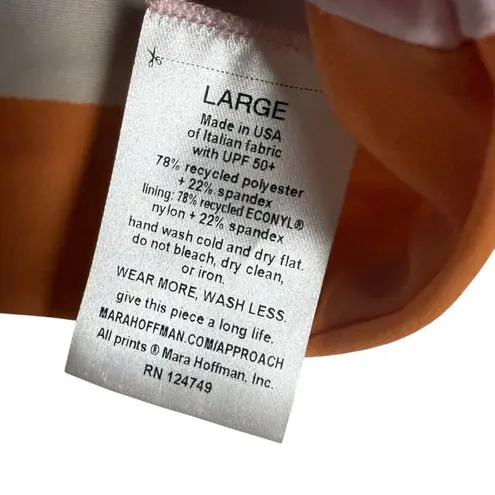 LARGE
Made in USA
of Italian fabric
with UPF 50+
78% recycled polyester
+ 22% spandex
lining: 78% recycled ECONYL®
nylon + 22% spandex
hand wash cold and dry flat.
do not bleach, dry clean,
or iron.
WEAR MORE, WASH LESS.
give this piece a long life.
MARAHOFFMAN.COM/APPROACH
All prints ® Mara Hoffman, Inc.
RN 124749